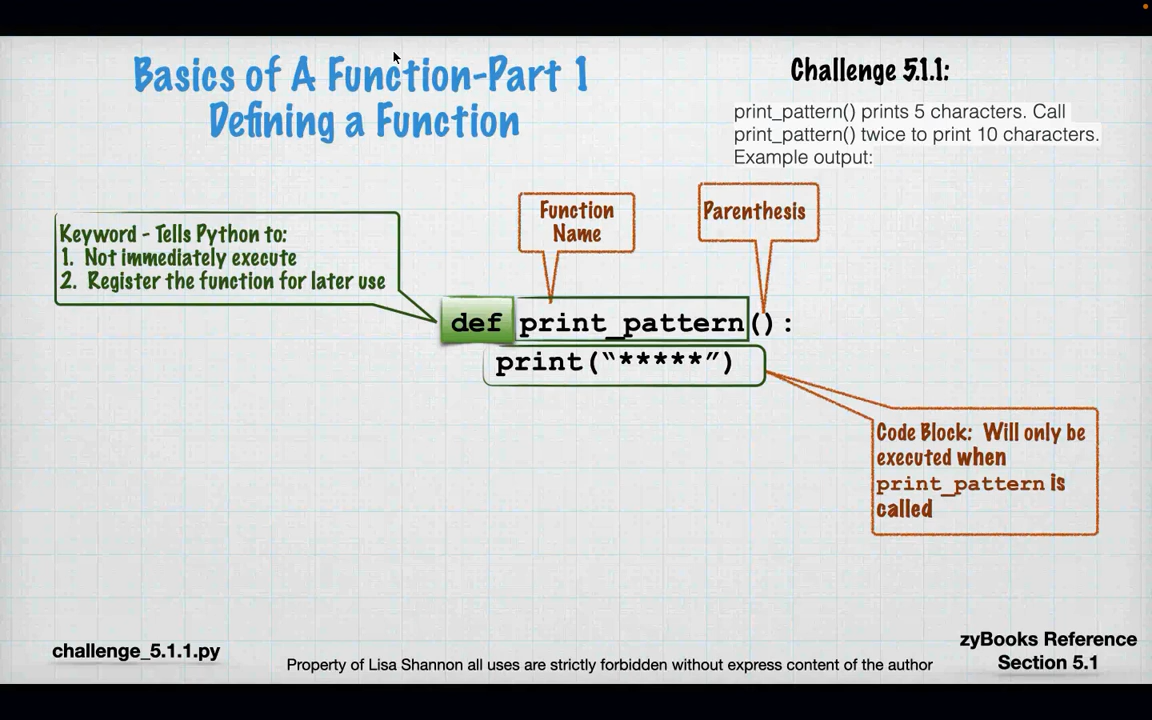 Basics of A Function-Part 1
Defining a Function
Challenge 5.1.1:
print_pattern() prints 5 characters. Call
print_pattern() twice to print 10 characters.
Example output:
Keyword - Tells Python to:
1. Not immediately execute
2. Register the function for later use
Function
Name
Parenthesis
def print_pattern():
print(“*****”)
Code Block: Will only be
executed when
print_pattern is
called
challenge_5.1.1.py
Property of Lisa Shannon all uses are strictly forbidden without express content of the author
zyBooks Reference
Section 5.1